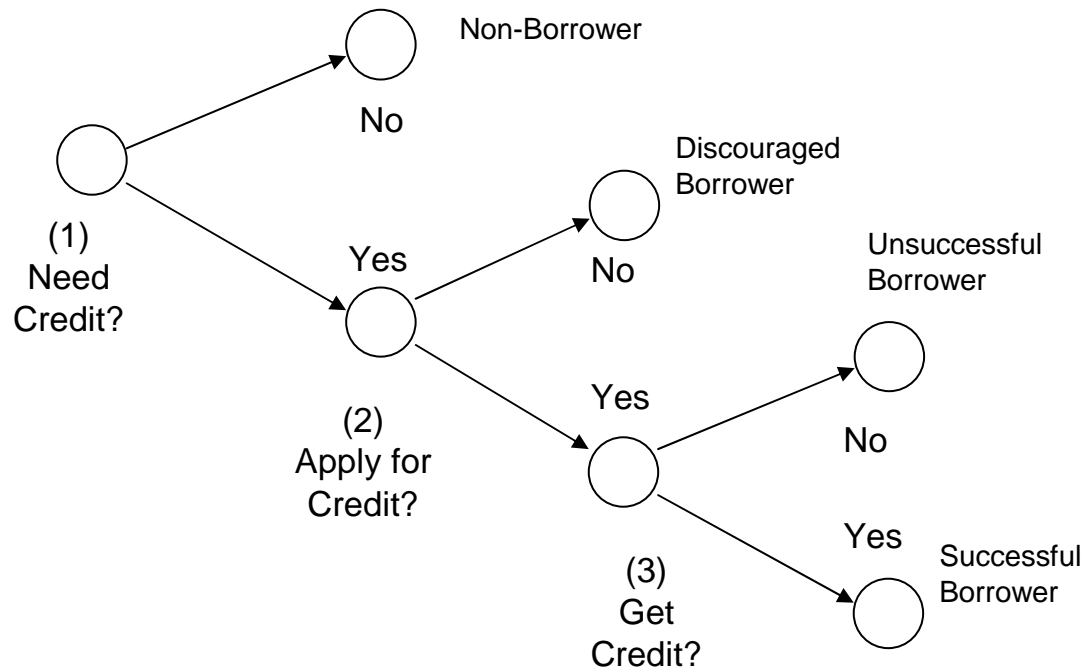 Non-Borrower
No
Discouraged
Borrower
(1)
Need
Credit?
Yes
No
Unsuccessful
Borrower
(2)
Apply for
Credit?
Yes
No
(3)
Get
Credit?
Yes
Successful
Borrower